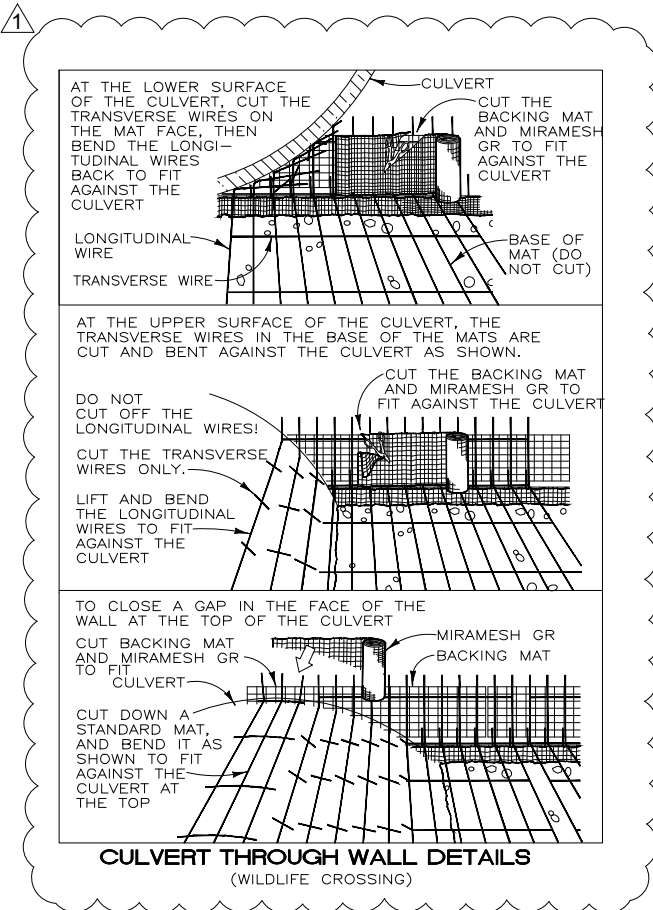 1
AT THE LOWER SURFACE
OF THE CULVERT, CUT THE
TRANSVERSE WIRES ON
THE MAT FACE, THEN
BEND THE LONGI–
TUDINAL WIRES
BACK TO FIT
AGAINST THE
CULVERT
CULVERT
CUT THE
BACKING MAT
AND MIRAMESH
GR TO FIT
AGAINST THE
CULVERT
LONGITUDINAL
WIRE
TRANSVERSE WIRE
BASE OF
MAT (DO
NOT CUT)
AT THE UPPER SURFACE OF THE CULVERT, THE
TRANSVERSE WIRES IN THE BASE OF THE MATS ARE
CUT AND BENT AGAINST THE CULVERT AS SHOWN.
CUT THE BACKING MAT
AND MIRAMESH GR TO
FIT AGAINST THE CULVERT
DO NOT
CUT OFF THE
LONGITUDINAL WIRES!
CUT THE TRANSVERSE
WIRES ONLY.
LIFT AND BEND
THE LONGITUDINAL
WIRES TO FIT
AGAINST THE
CULVERT
TO CLOSE A GAP IN THE FACE OF THE
WALL AT THE TOP OF THE CULVERT
CUT BACKING MAT
AND MIRAMESH GR
TO FIT
CULVERT
MIRAMESH GR
BACKING MAT
CUT DOWN A
STANDARD MAT,
AND BEND IT AS
SHOWN TO FIT
AGAINST THE
CULVERT AT
THE TOP
CULVERT THROUGH WALL DETAILS
(WILDLIFE CROSSING)